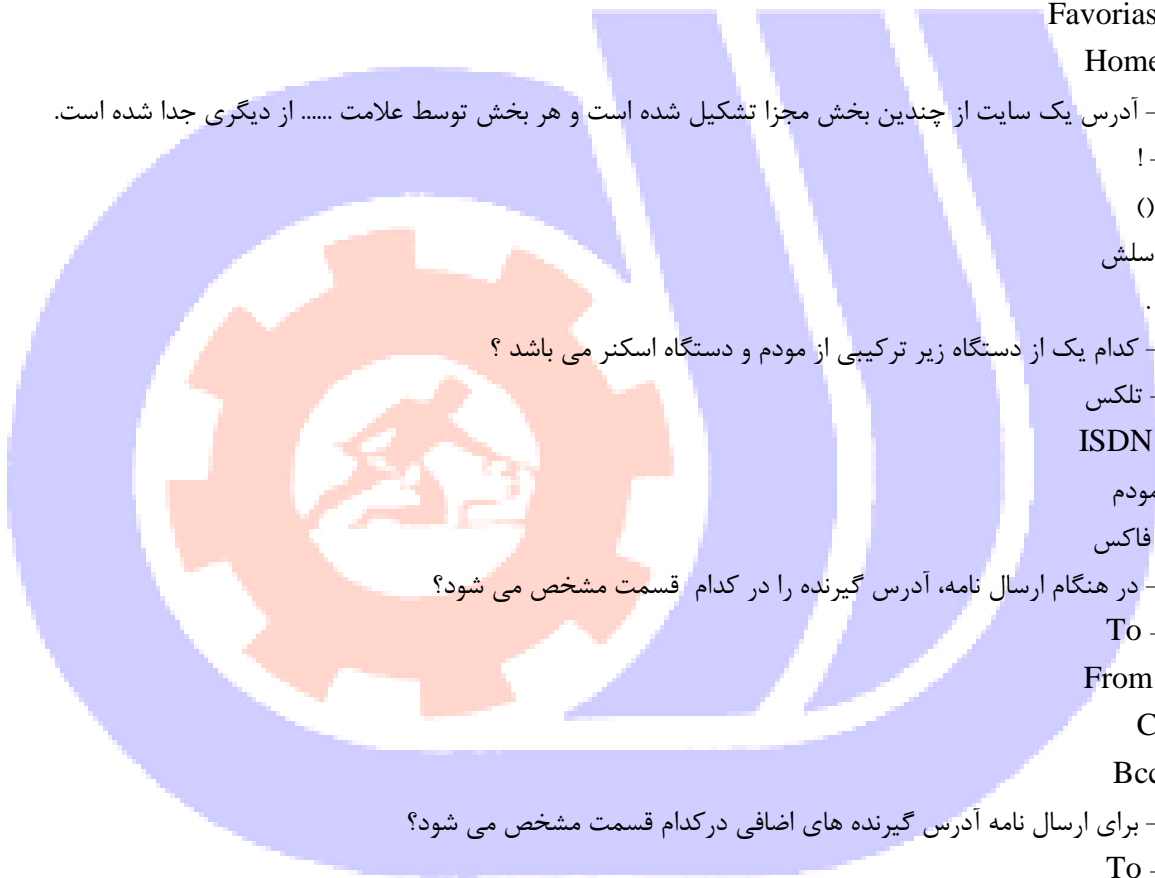 Favorias
Home
- آدرس یک سایت از چندین بخش مجزا تشکیل شده است و هر بخش توسط علامت ...... از دیگری جدا شده است.
- !
()
سلش
.
- کدام یک از دستگاه زیر ترکیبی از مودم و دستگاه اسکنر می باشد ؟
- تلکس
ISDN
مودم
فاکس
- در هنگام ارسال نامه، آدرس گیرنده را در کدام قسمت مشخص می شود؟
- To
From
C
Bcc
- برای ارسال نامه آدرس گیرنده های اضافی درکدام قسمت مشخص می شود؟
- To